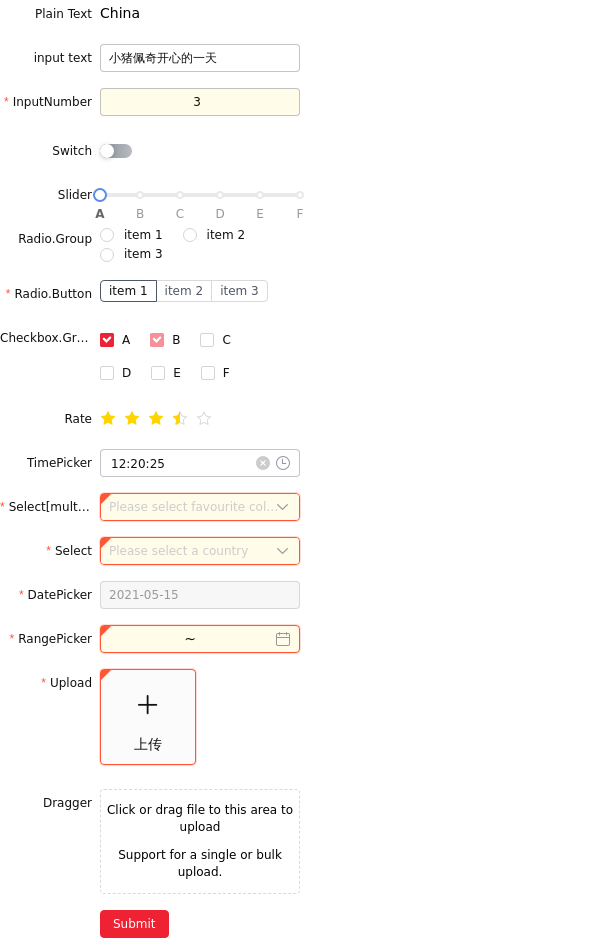 Plain Text China
input text 小猪佩奇开心的一天
* InputNumber 3
Switch
Slider
A B C D E F
Radio.Group item 1 item 2
item 3
* Radio.Button item 1 item 2 item 3
Checkbox.Gr... A B C
D E F
Rate
TimePicker 12:20:25
* Select[mult... Please select favourite col...
* Select Please select a country
* DatePicker 2021-05-15
* RangePicker ~
* Upload
上传
Dragger
Click or drag file to this area to
upload
Support for a single or bulk
upload.
Submit